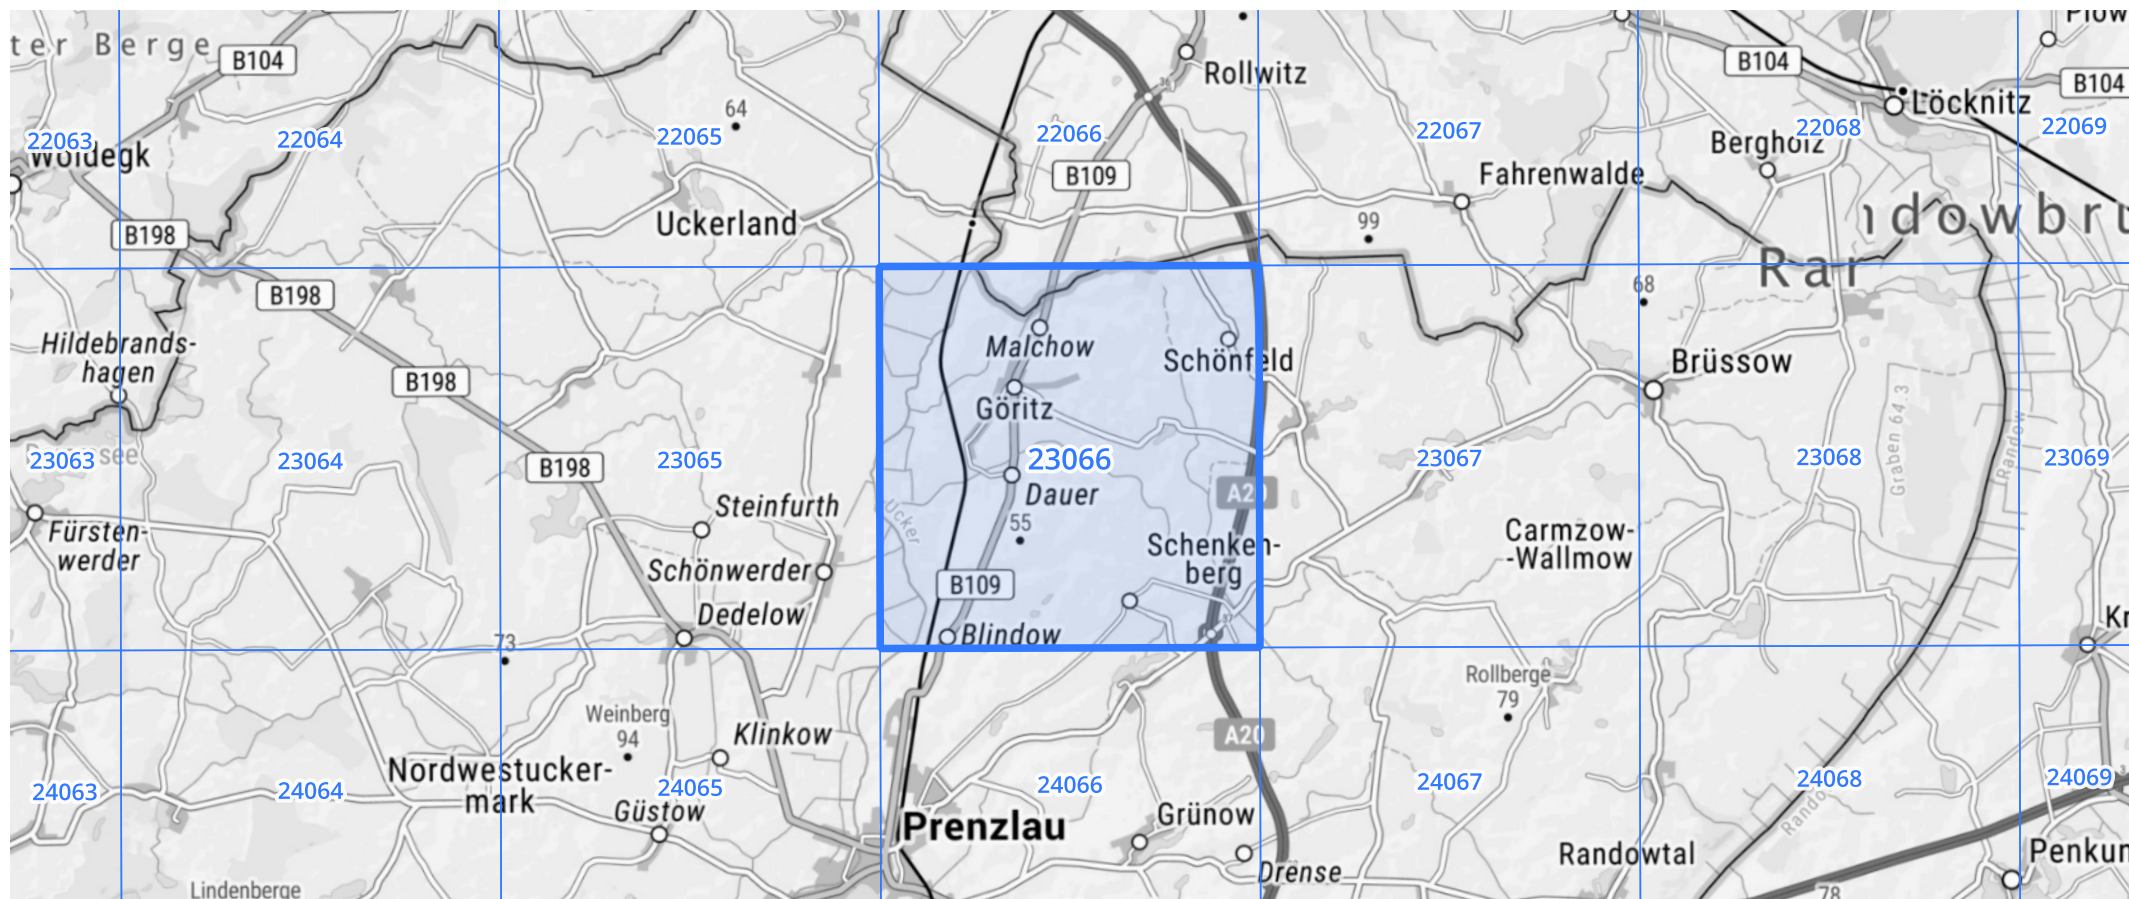 ter Berge
B104
Rollwitz
36
B104
B104
Löcknitz
64
22063
22064
22065
22066
22067
22068
22069
Woldegk
Bergholz
B109
Fahrenwalde
B198
Uckerland
99
B198
68
Hildebrands-
hagen
Malchow
Schönfeld
Brüssow
B198
Göritz
Graben 64.3
Randow
23063
23064
23065
23066
23067
23068
23069
B198
Dauer
A20
Steinfurth
Ucker
55
Fürsten-
werder
Carmzow-
-Wallmow
Schenken-
berg
Schönwerder
B109
Dedelow
37
Blindow
73
Rollberge
79
Weinberg
94
Klinkow
A20
Nordwestucker-
mark
24063
24064
24065
24066
24067
24068
24069
Güstow
Prenzlau
Grünow
Randowtal
Drense
Lindenberge
78